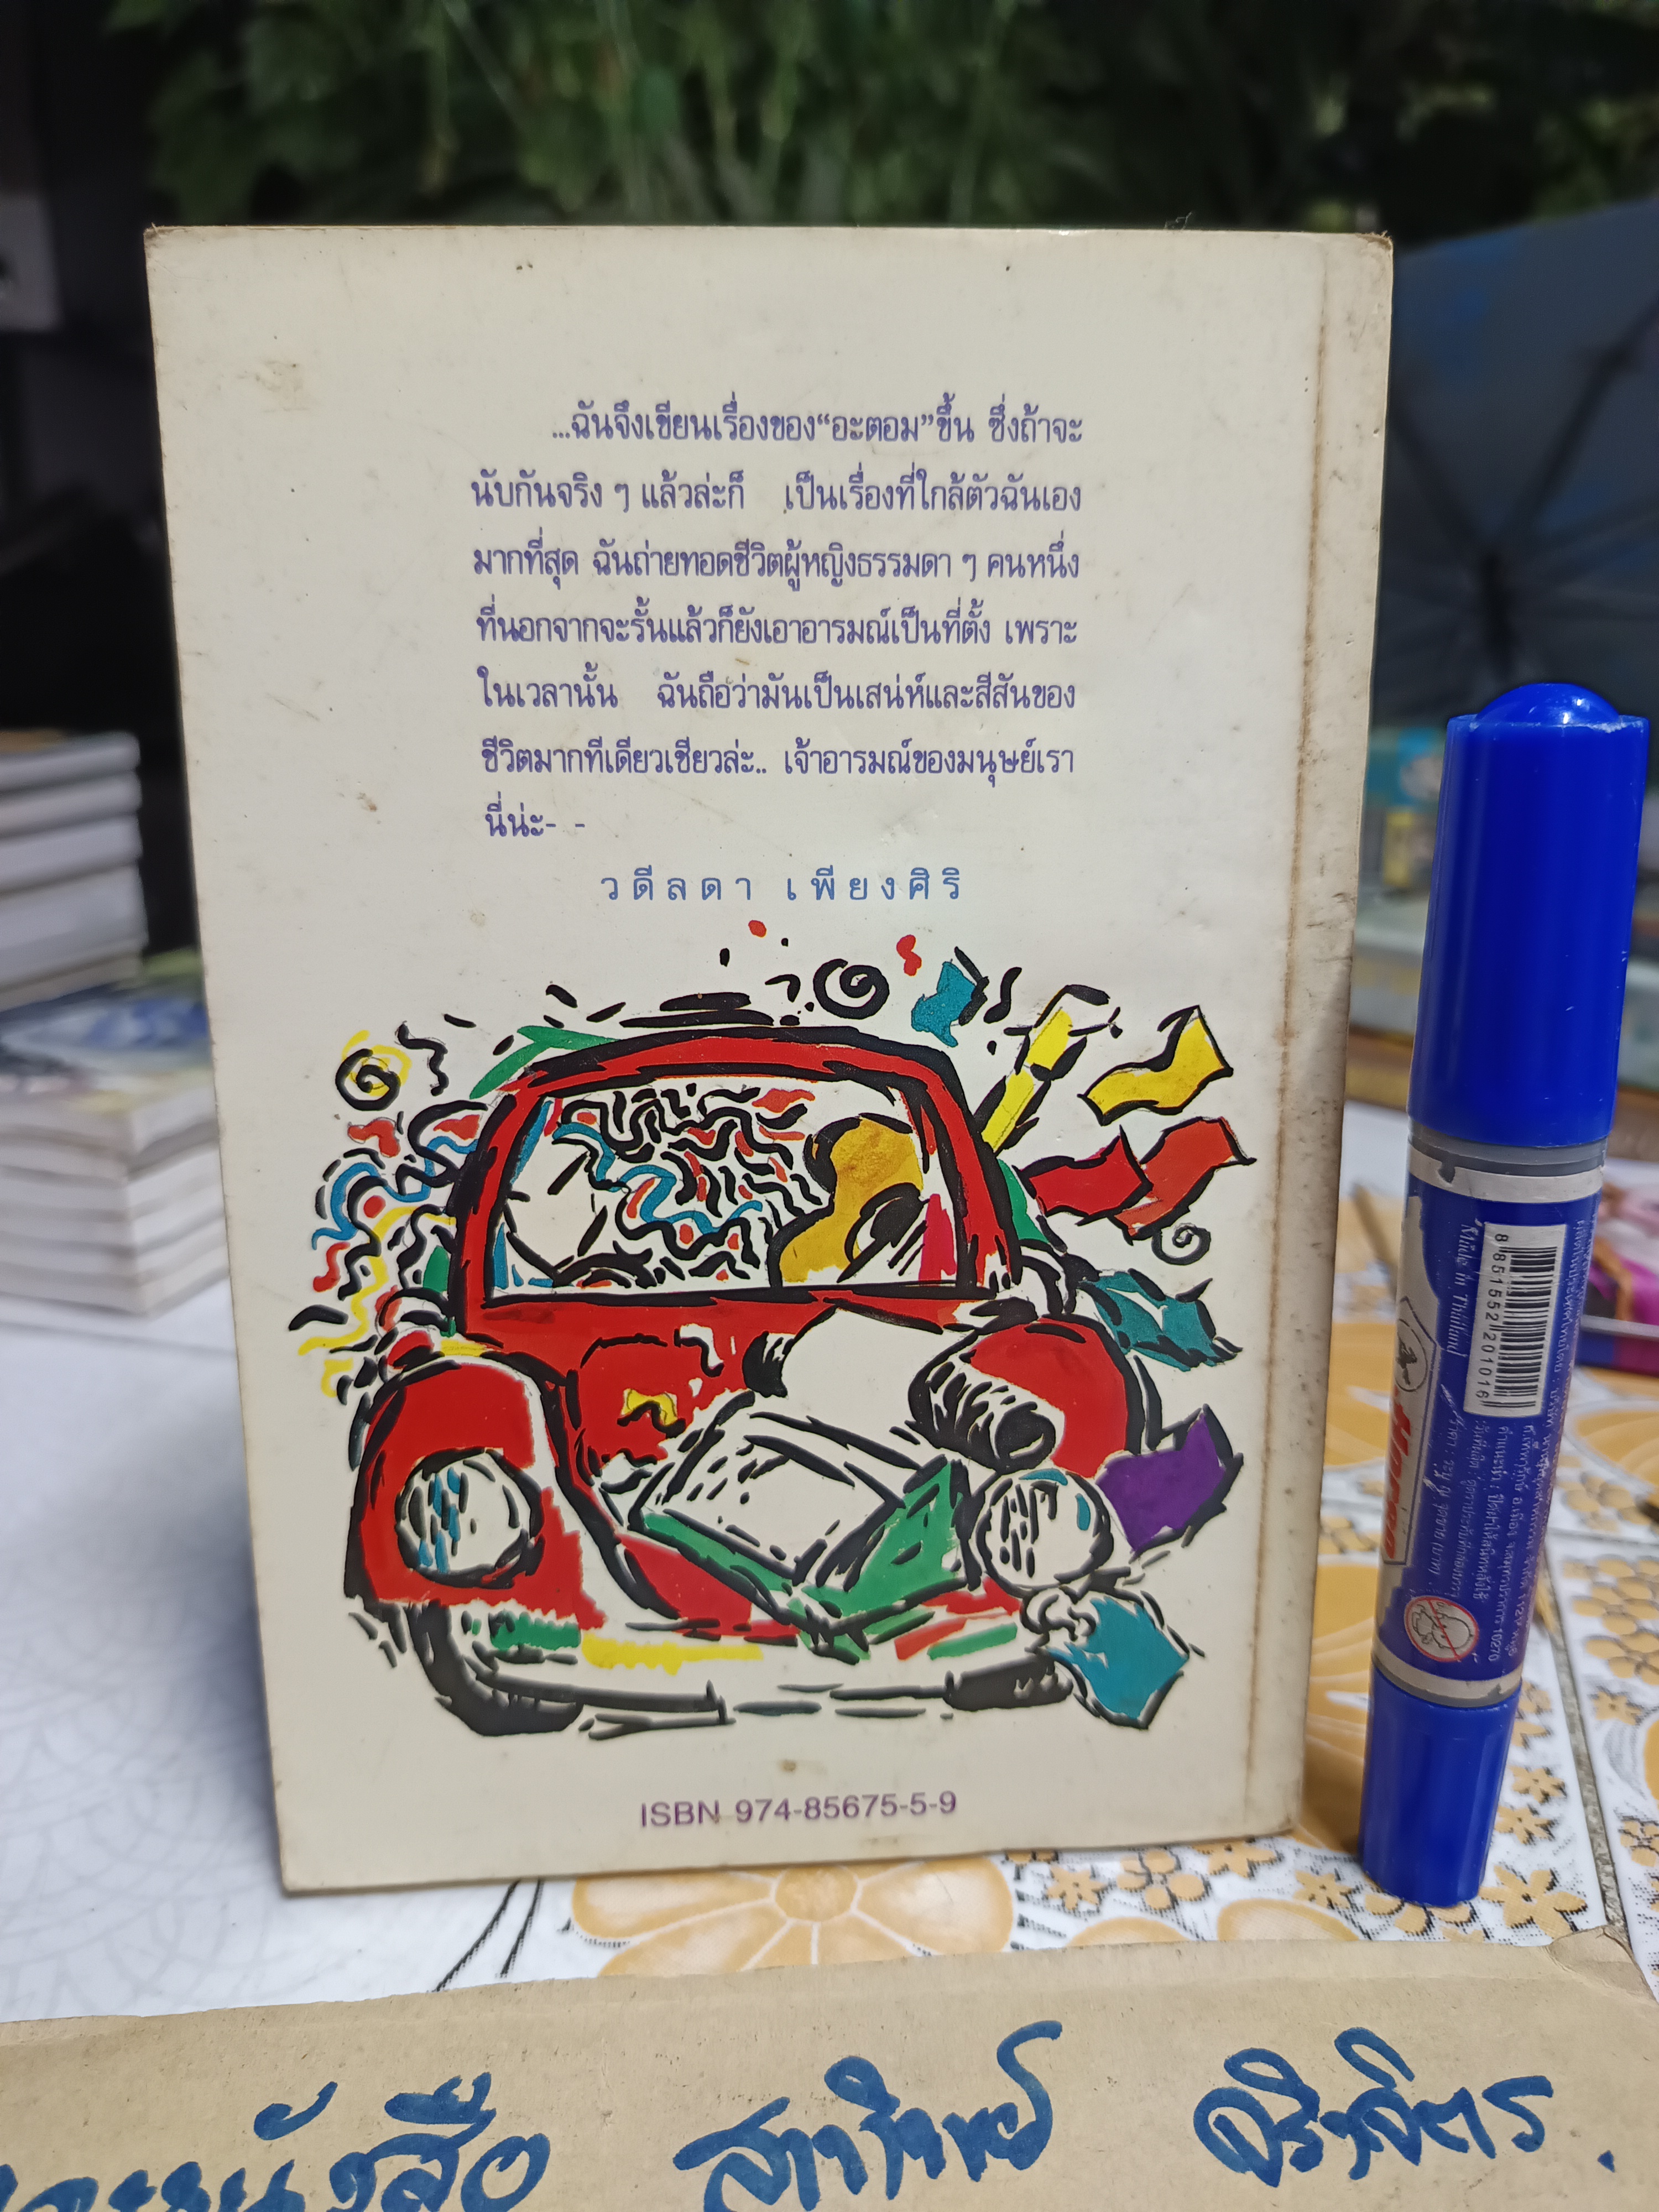 ...ฉันจึงเขียนเรื่องของ“อะตอม”ขึ้น ซึ่งถ้าจะ
นับกันจริง ๆ แล้วล่ะก็ เป็นเรื่องที่ใกล้ตัวฉันเอง
มากที่สุด ฉันถ่ายทอดชีวิตผู้หญิงธรรมดา ๆ คนหนึ่ง
ที่นอกจากจะรั้นแล้วก็ยังเอาอารมณ์เป็นที่ตั้ง เพราะ
ในเวลานั้น ฉันถือว่ามันเป็นเสน่ห์และสีสันของ
ชีวิตมากทีเดียวเชียวล่ะ.. เจ้าอารมณ์ของมนุษย์เรา
นี่น่ะ- -
วดีลดา เพียงศิริ
ISBN 974-85675-5-9
Made in Thailand
8851552201016
Horse
10270
หนังสือ